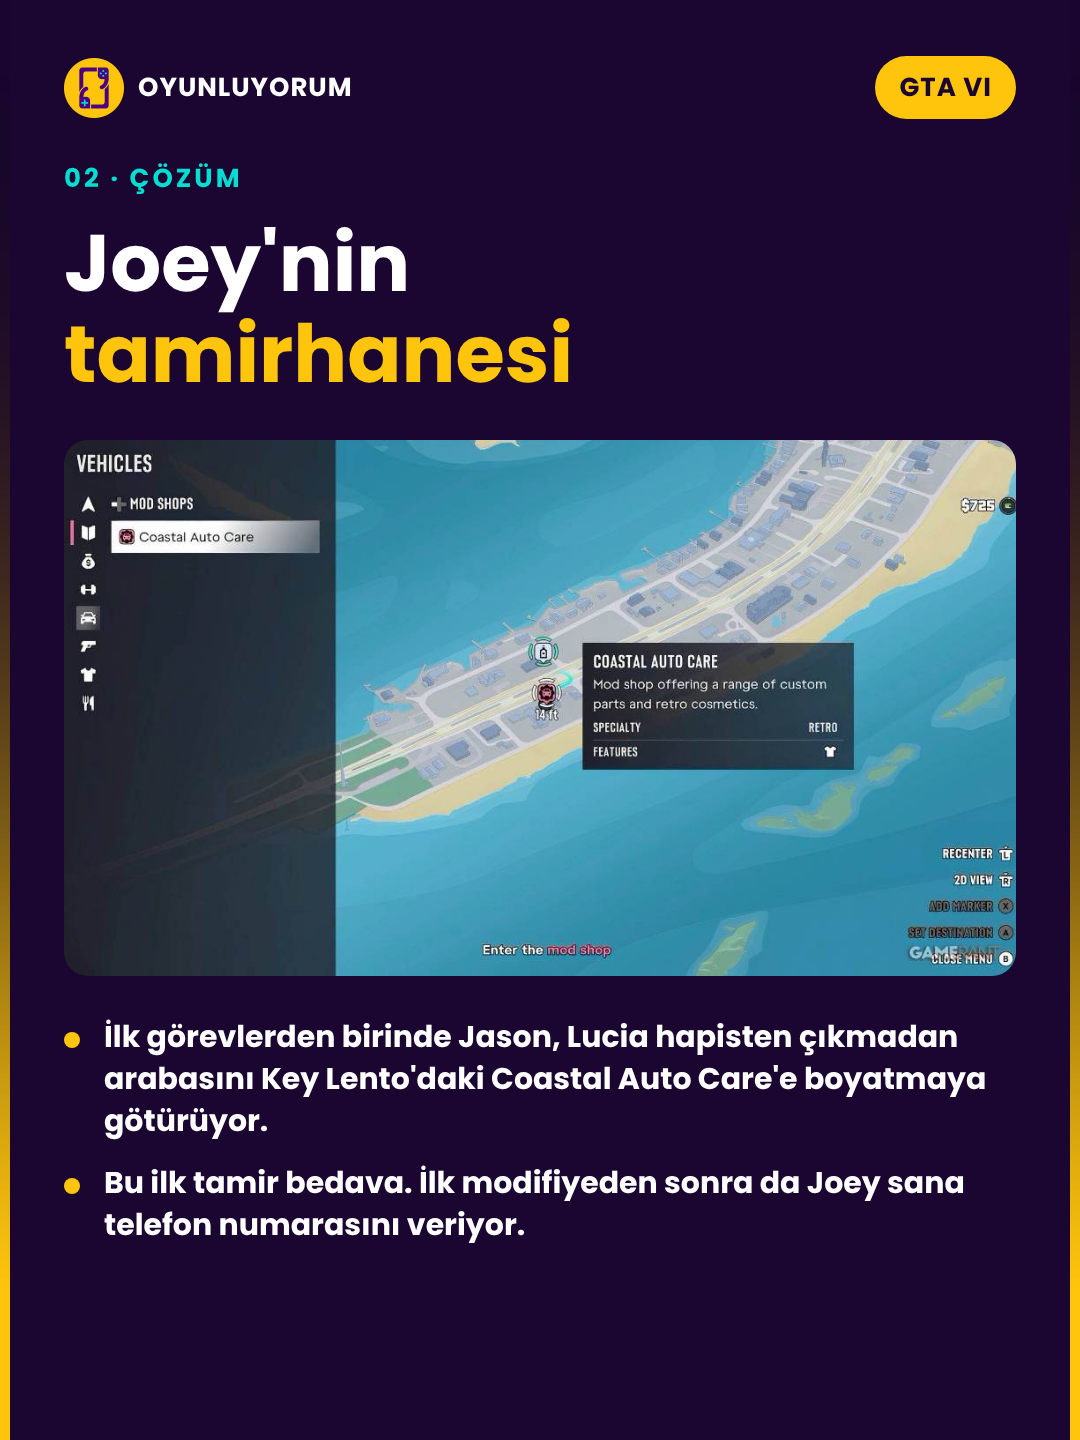 OYUNLUYORUM
GTA VI
02 · ÇÖZÜM
Joey'nin
tamirhanesi
VEHICLES
MOD SHOPS
Coastal Auto Care
$725
14 ft
COASTAL AUTO CARE
Mod shop offering a range of custom
parts and retro cosmetics.
SPECIALTY RETRO
FEATURES
RECENTER L
2D VIEW R
ADD MARKER X
SET DESTINATION A
GAMERANT
CLOSE MENU B
Enter the mod shop
İlk görevlerden birinde Jason, Lucia hapisten çıkmadan
arabasını Key Lento'daki Coastal Auto Care'e boyatmaya
götürüyor.
Bu ilk tamir bedava. İlk modifiyeden sonra da Joey sana
telefon numarasını veriyor.